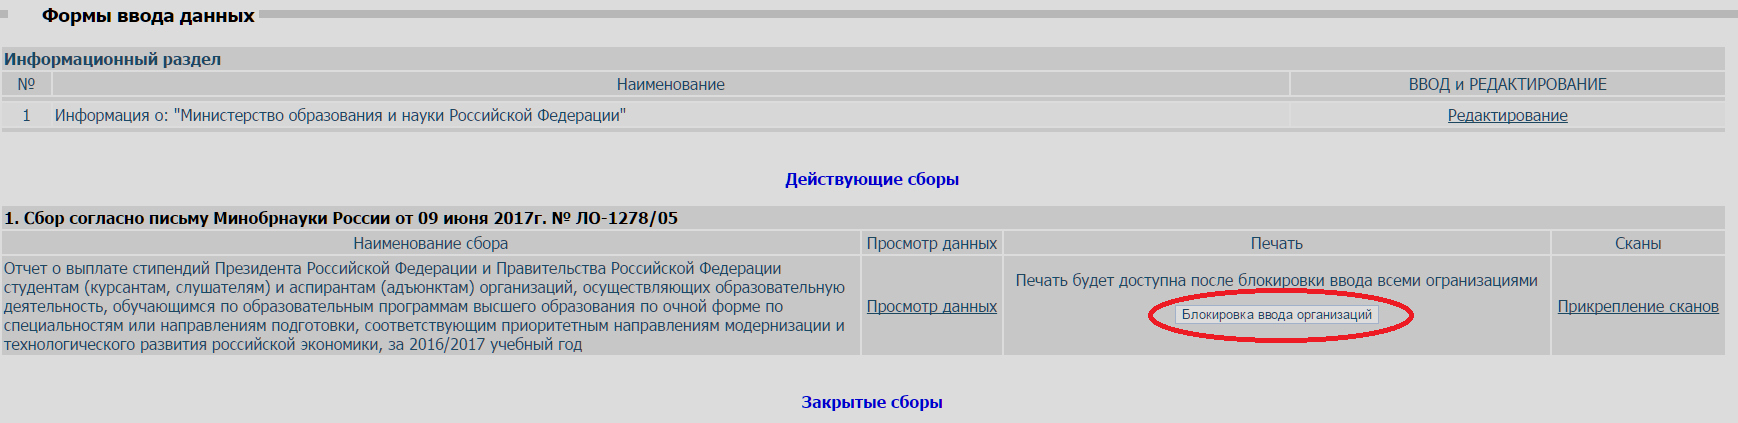 Формы ввода данных
Информационный раздел
№ Наименование ВВОД и РЕДАКТИРОВАНИЕ
1 Информация о: "Министерство образования и науки Российской Федерации" Редактирование
Действующие сборы
1. Сбор согласно письму Минобрнауки России от 09 июня 2017г. № ЛО-1278/05
Наименование сбора Просмотр данных Печать Сканы
Отчет о выплате стипендий Президента Российской Федерации и Правительства Российской Федерации
студентам (курсантам, слушателям) и аспирантам (адъюнктам) организаций, осуществляющих образовательную
деятельность, обучающимся по образовательным программам высшего образования по очной форме по
специальностям или направлениям подготовки, соответствующим приоритетным направлениям модернизации и
технологического развития российской экономики, за 2016/2017 учебный год
Просмотр данных
Печать будет доступна после блокировки ввода всеми огранизациями
Блокировка ввода организаций
Прикрепление сканов
Закрытые сборы